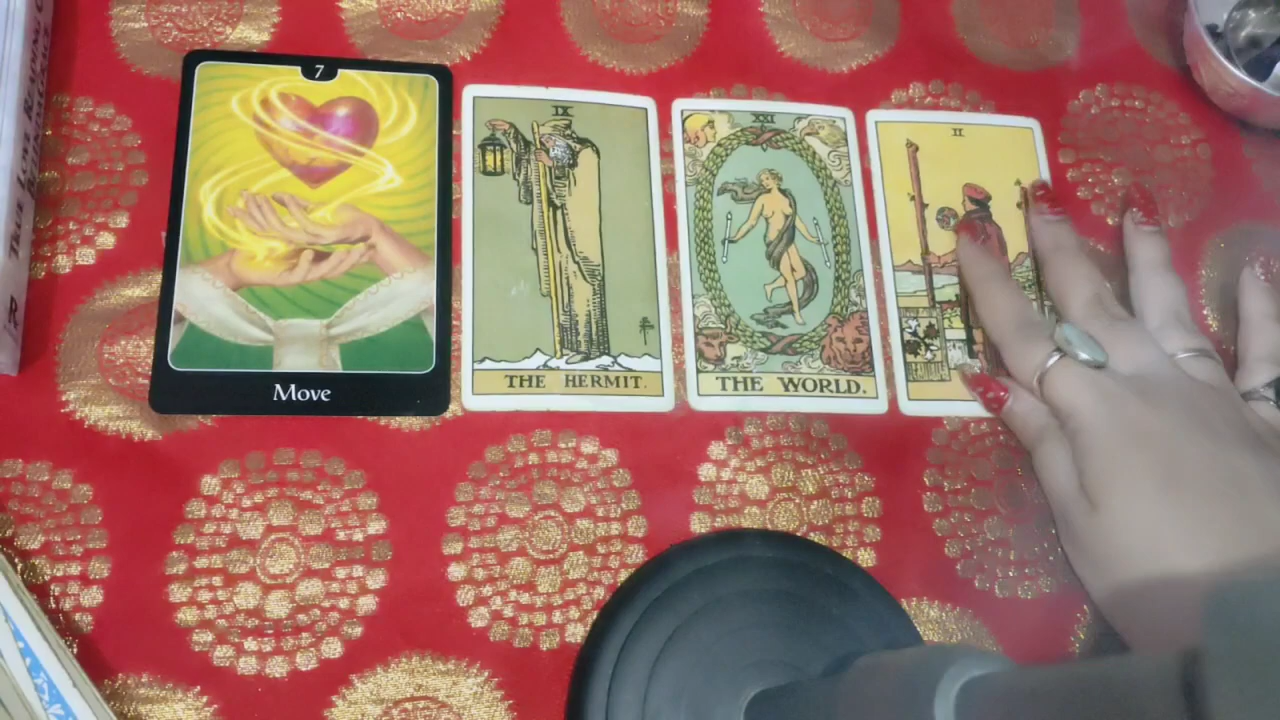 7
Move
IX
THE HERMIT.
XXI
THE WORLD.
II